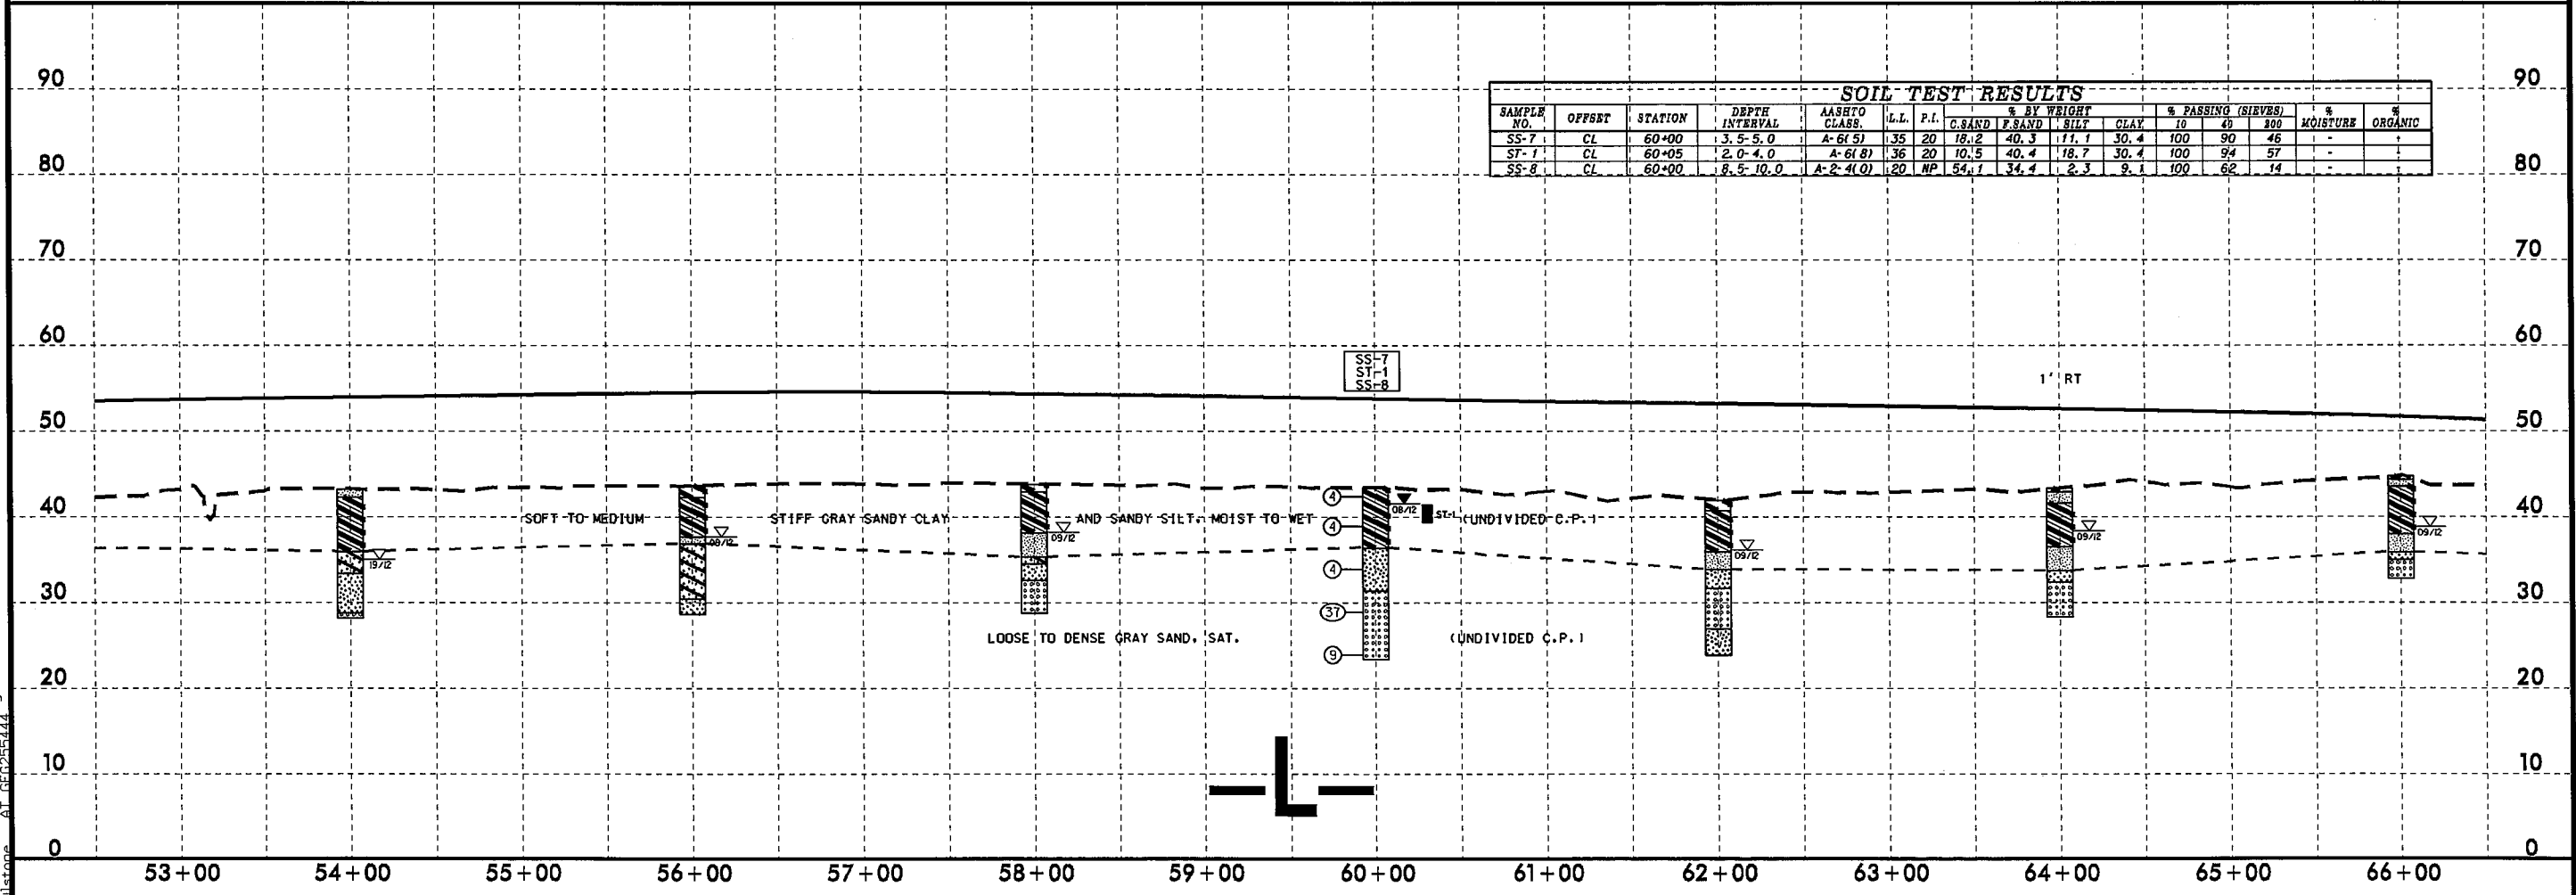 90 90
SOIL TEST RESULTS
SAMPLE NO. OFFSET STATION DEPTH INTERVAL AASHTO CLASS. L.L. P.I. % BY WEIGHT % PASSING (SIEVES) % MOISTURE % ORGANIC
C.SAND F.SAND SILT CLAY 10 40 200
SS-7 CL 60+00 3.5-5.0 A-6(5) 35 20 18.2 40.3 11.1 30.4 100 90 46 - -
ST-1 CL 60+05 2.0-4.0 A-6(8) 36 20 10.5 40.4 18.7 30.4 100 94 57 - -
SS-8 CL 60+00 8.5-10.0 A-2-4(0) 20 NP 54.1 34.4 2.3 9.1 100 62 14 - -
80 80
70 70
60 60
SS-7
ST-1
SS-8
1' RT
50 50
40 40
4
08/12
ST-1
SOFT TO MEDIUM STIFF GRAY SANDY CLAY AND SANDY SILT, MOIST TO WET (UNDIVIDED C.P.)
4
09/12 09/12 09/12 09/12 09/12
19/12
4
30 30
37
LOOSE TO DENSE GRAY SAND, SAT. (UNDIVIDED C.P.)
9
20 20
10 10
L
0 0
53+00 54+00 55+00 56+00 57+00 58+00 59+00 60+00 61+00 62+00 63+00 64+00 65+00 66+00